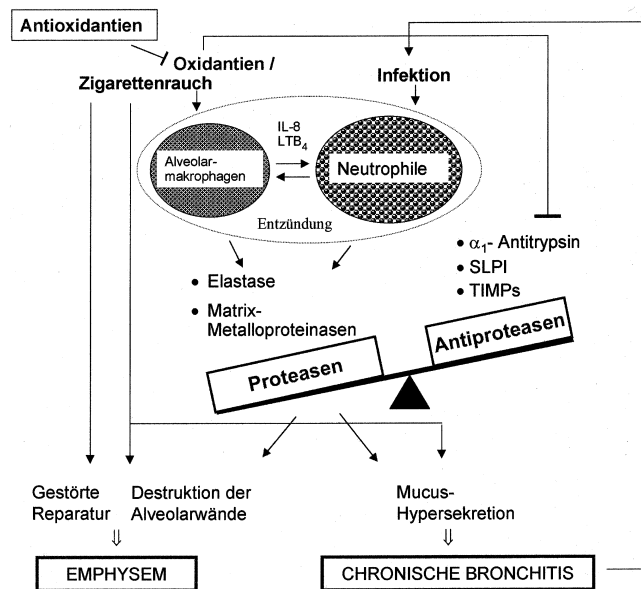 Antioxidantien
Oxidantien /
Zigarettenrauch
Infektion
IL-8
LTB₄
Alveolar-
makrophagen
Neutrophile
Entzündung
• α₁- Antitrypsin
• SLPI
• TIMPs
• Elastase
• Matrix-
Metalloproteinasen
Antiproteasen
Proteasen
Gestörte
Reparatur
Destruktion der
Alveolarwände
Mucus-
Hypersekretion
EMPHYSEM
CHRONISCHE BRONCHITIS